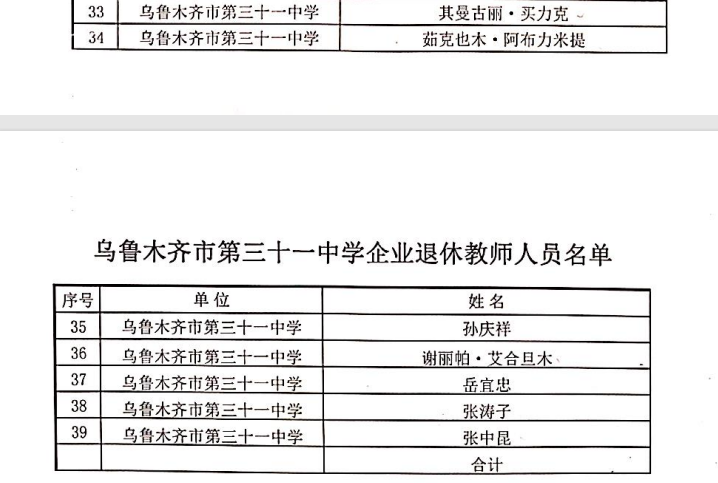 33 乌鲁木齐市第三十一中学 其曼古丽·买力克
34 乌鲁木齐市第三十一中学 茹克也木·阿布力米提
乌鲁木齐市第三十一中学企业退休教师人员名单
序号 单位 姓名
35 乌鲁木齐市第三十一中学 孙庆祥
36 乌鲁木齐市第三十一中学 谢丽帕·艾合旦木
37 乌鲁木齐市第三十一中学 岳宜忠
38 乌鲁木齐市第三十一中学 张涛子
39 乌鲁木齐市第三十一中学 张中昆
合计